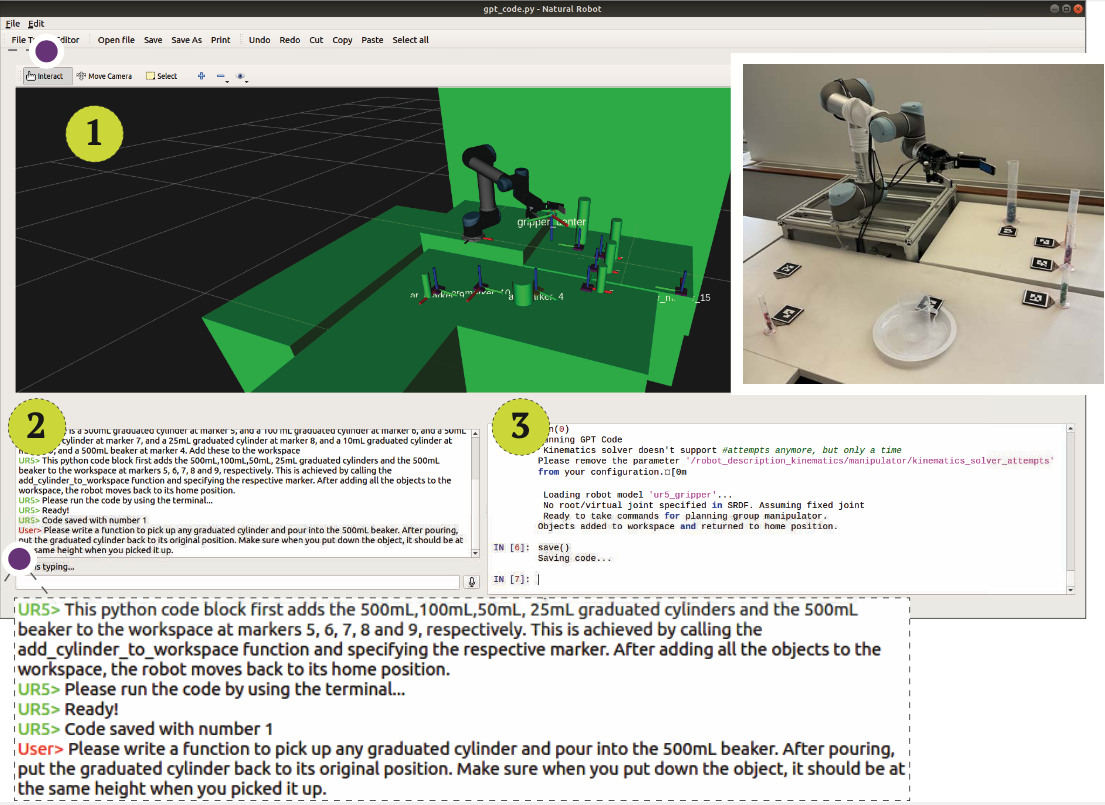 gpt_code.py - Natural Robot
File Edit
File T ditor Open file Save Save As Print Undo Redo Cut Copy Paste Select all
Interact Move Camera Select
1
gripper_center
marker_10
4
15
2
is a 500mL graduated cylinder at marker 5, and a 100 mL graduated cylinder at marker 6, and a 50mL
cylinder at marker 7, and a 25mL graduated cylinder at marker 8, and a 10mL graduated cylinder at
and a 500mL beaker at marker 4. Add these to the workspace
UR5> This python code block first adds the 500mL,100mL,50mL, 25mL graduated cylinders and the 500mL
beaker to the workspace at markers 5, 6, 7, 8 and 9, respectively. This is achieved by calling the
add_cylinder_to_workspace function and specifying the respective marker. After adding all the objects to the
workspace, the robot moves back to its home position.
UR5> Please run the code by using the terminal...
UR5> Ready!
UR5> Code saved with number 1
User> Please write a function to pick up any graduated cylinder and pour into the 500mL beaker. After pouring,
put the graduated cylinder back to its original position. Make sure when you put down the object, it should be at
same height when you picked it up.
is typing...
3
n(0)
nning GPT Code
Kinematics solver doesn't support #attempts anymore, but only a time
Please remove the parameter '/robot_description_kinematics/manipulator/kinematics_solver_attempts'
from your configuration.□[0m
Loading robot model 'ur5_gripper'...
No root/virtual joint specified in SRDF. Assuming fixed joint
Ready to take commands for planning group manipulator.
Objects added to workspace and returned to home position.
IN [6]: save()
Saving code...
IN [7]:
UR5> This python code block first adds the 500mL,100mL,50mL, 25mL graduated cylinders and the 500mL
beaker to the workspace at markers 5, 6, 7, 8 and 9, respectively. This is achieved by calling the
add_cylinder_to_workspace function and specifying the respective marker. After adding all the objects to the
workspace, the robot moves back to its home position.
UR5> Please run the code by using the terminal...
UR5> Ready!
UR5> Code saved with number 1
User> Please write a function to pick up any graduated cylinder and pour into the 500mL beaker. After pouring,
put the graduated cylinder back to its original position. Make sure when you put down the object, it should be at
the same height when you picked it up.